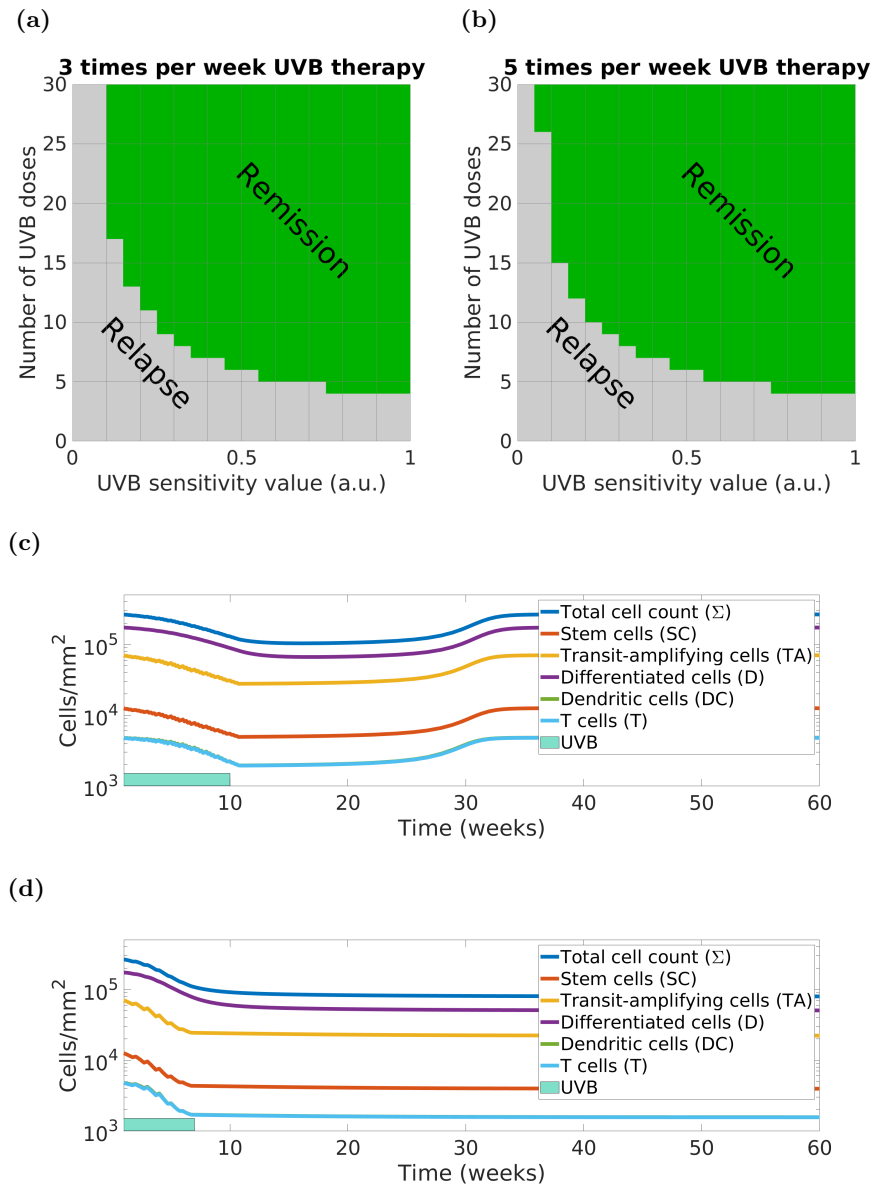 (a)
(b)
3 times per week UVB therapy
5 times per week UVB therapy
30
25
20
15
10
5
0
Number of UVB doses
Remission
Relapse
0
0.5
1
UVB sensitivity value (a.u.)
30
25
20
15
10
5
0
Number of UVB doses
Remission
Relapse
0
0.5
1
UVB sensitivity value (a.u.)
(c)
10^5
10^4
10^3
Cells/mm^2
Total cell count (Σ)
Stem cells (SC)
Transit-amplifying cells (TA)
Differentiated cells (D)
Dendritic cells (DC)
T cells (T)
UVB
10
20
30
40
50
60
Time (weeks)
(d)
10^5
10^4
10^3
Cells/mm^2
Total cell count (Σ)
Stem cells (SC)
Transit-amplifying cells (TA)
Differentiated cells (D)
Dendritic cells (DC)
T cells (T)
UVB
10
20
30
40
50
60
Time (weeks)